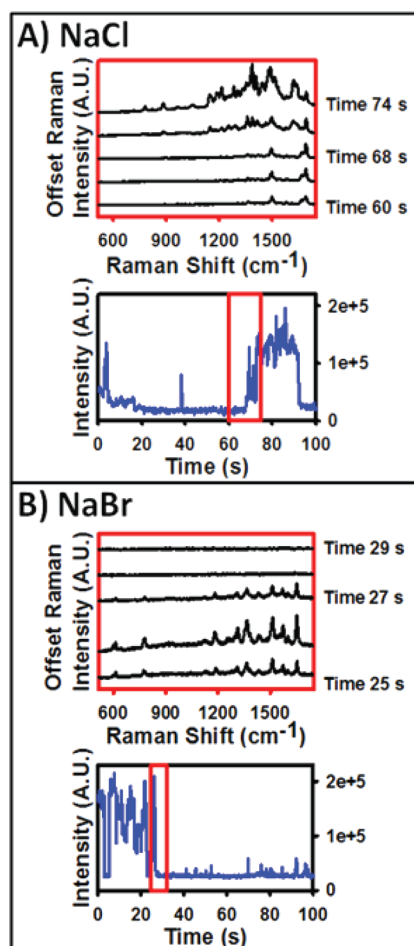 A) NaCl
Offset Raman
Intensity (A.U.)
Time 74 s
Time 68 s
Time 60 s
600 900 1200 1500
Raman Shift (cm-1)
Intensity (A.U.)
2e+5
1e+5
0
0 20 40 60 80 100
Time (s)
B) NaBr
Offset Raman
Intensity (A.U.)
Time 29 s
Time 27 s
Time 25 s
600 900 1200 1500
Raman Shift (cm-1)
Intensity (A.U.)
2e+5
1e+5
0
0 20 40 60 80 100
Time (s)